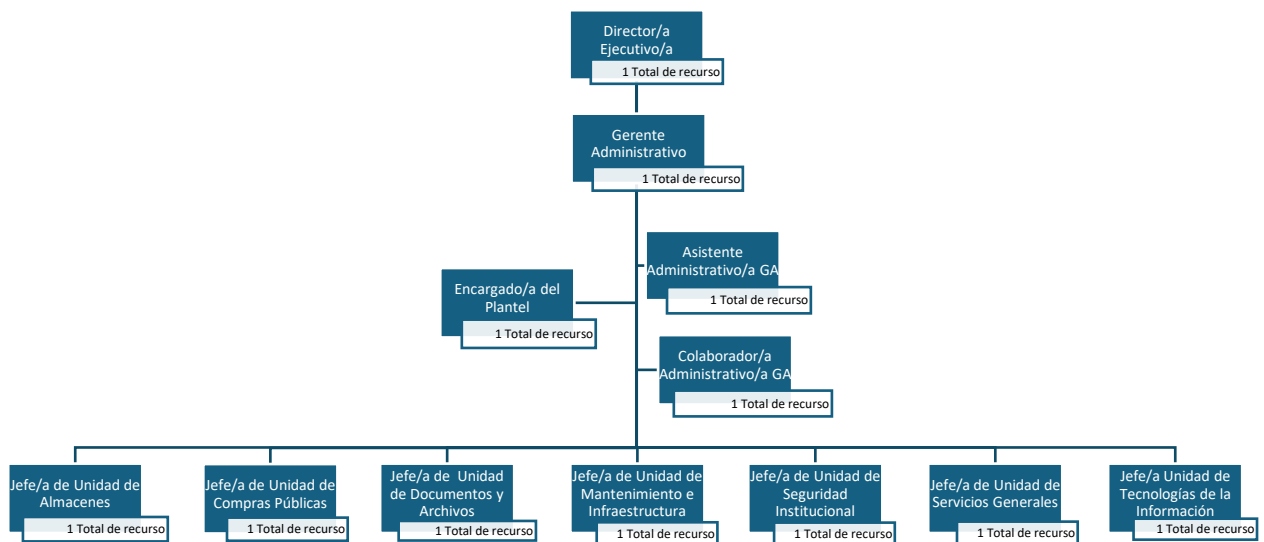 Director/a
Ejecutivo/a
1 Total de recurso
Gerente
Administrativo
1 Total de recurso
Asistente
Administrativo/a GA
1 Total de recurso
Encargado/a del
Plantel
1 Total de recurso
Colaborador/a
Administrativo/a GA
1 Total de recurso
Jefe/a de Unidad de
Almacenes
1 Total de recurso
Jefe/a de Unidad de
Compras Públicas
1 Total de recurso
Jefe/a de Unidad
de Documentos y
Archivos
1 Total de recurso
Jefe/a de Unidad de
Mantenimiento e
Infraestructura
1 Total de recurso
Jefe/a de Unidad de
Seguridad
Institucional
1 Total de recurso
Jefe/a de Unidad de
Servicios Generales
1 Total de recurso
Jefe/a Unidad de
Tecnologías de la
Información
1 Total de recurso